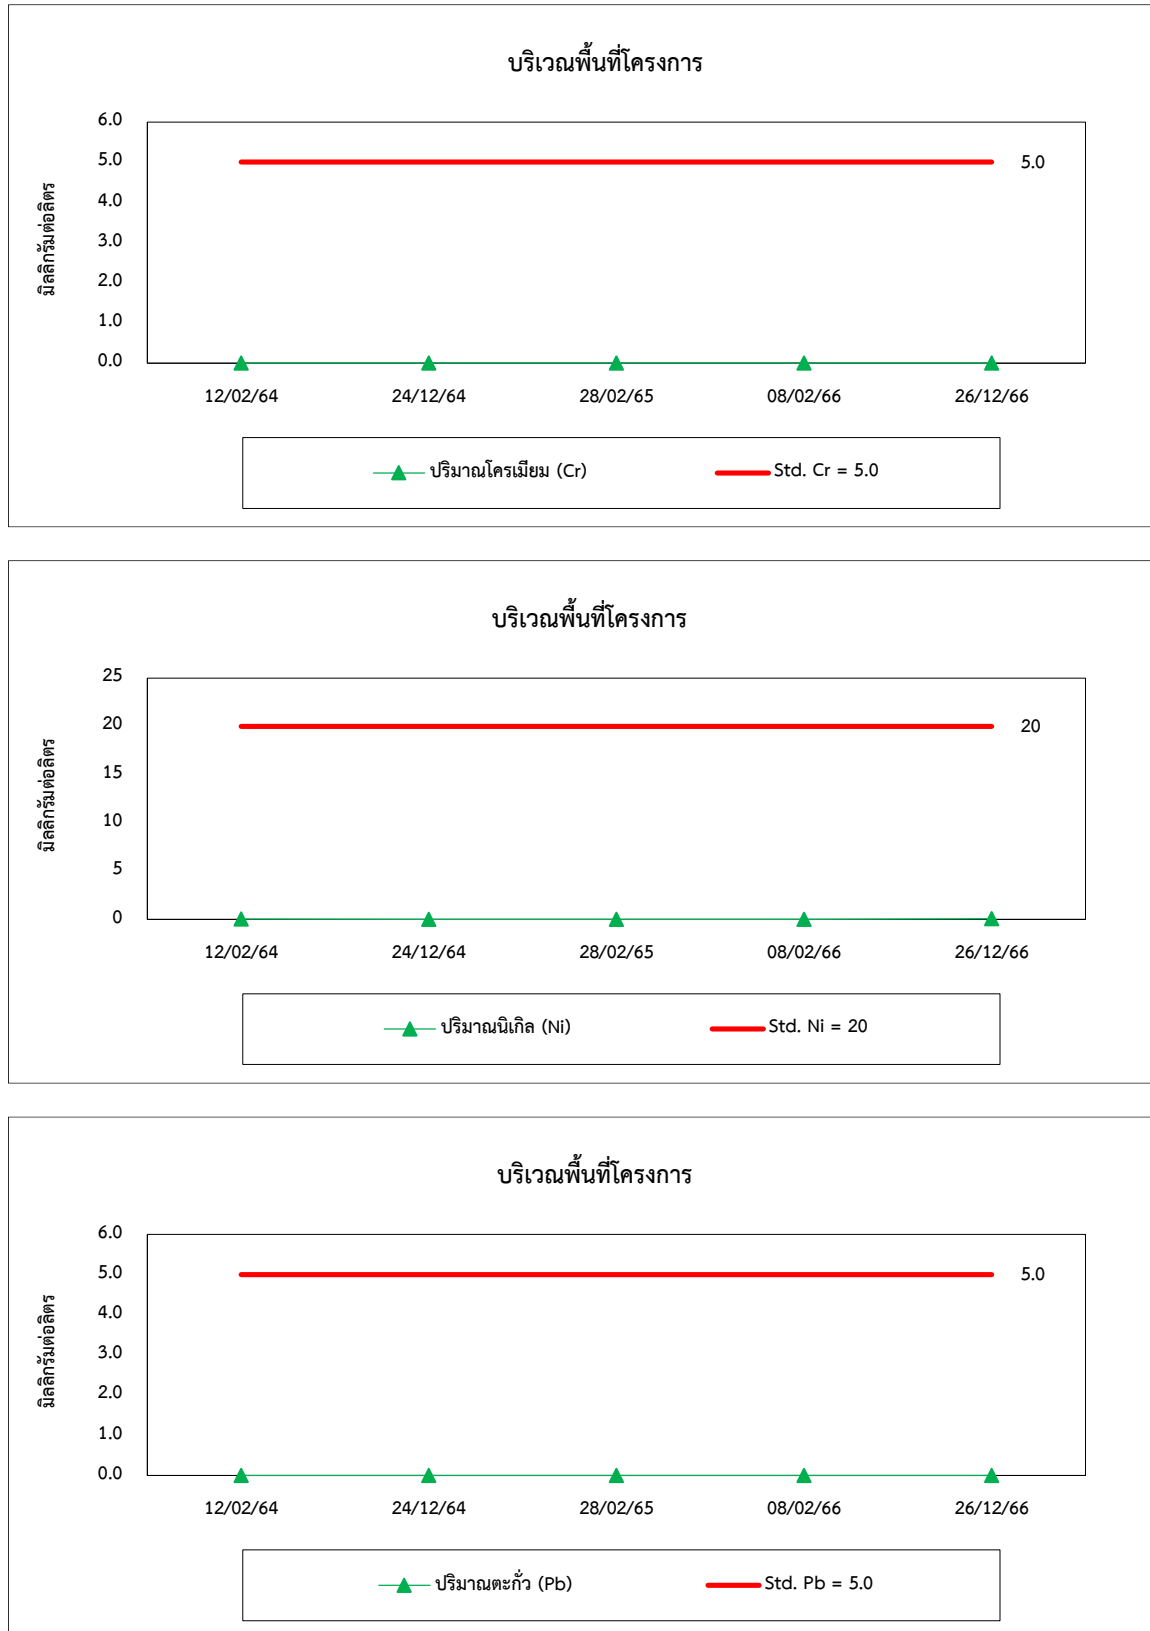 บริเวณพื้นที่โครงการ
มิลลิกรัมต่อลิตร
6.0
5.0
4.0
3.0
2.0
1.0
0.0
5.0
12/02/64 24/12/64 28/02/65 08/02/66 26/12/66
ปริมาณโครเมียม (Cr) Std. Cr = 5.0
บริเวณพื้นที่โครงการ
มิลลิกรัมต่อลิตร
25
20
15
10
5
0
20
12/02/64 24/12/64 28/02/65 08/02/66 26/12/66
ปริมาณนิเกิล (Ni) Std. Ni = 20
บริเวณพื้นที่โครงการ
มิลลิกรัมต่อลิตร
6.0
5.0
4.0
3.0
2.0
1.0
0.0
5.0
12/02/64 24/12/64 28/02/65 08/02/66 26/12/66
ปริมาณตะกั่ว (Pb) Std. Pb = 5.0